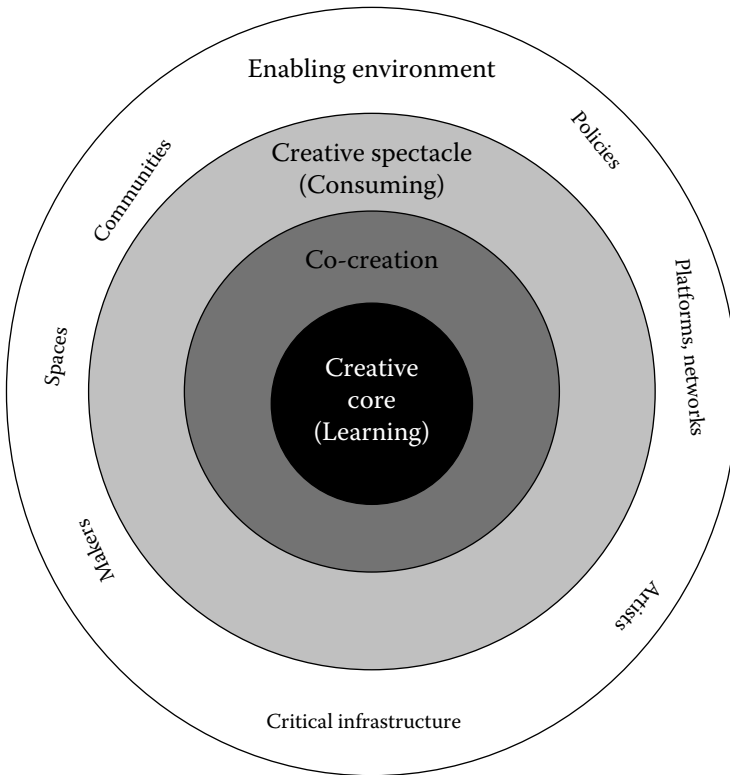 Enabling environment
Policies
Communities
Creative spectacle
(Consuming)
Co-creation
Platforms, networks
Spaces
Creative
core
(Learning)
Makers
Artists
Critical infrastructure